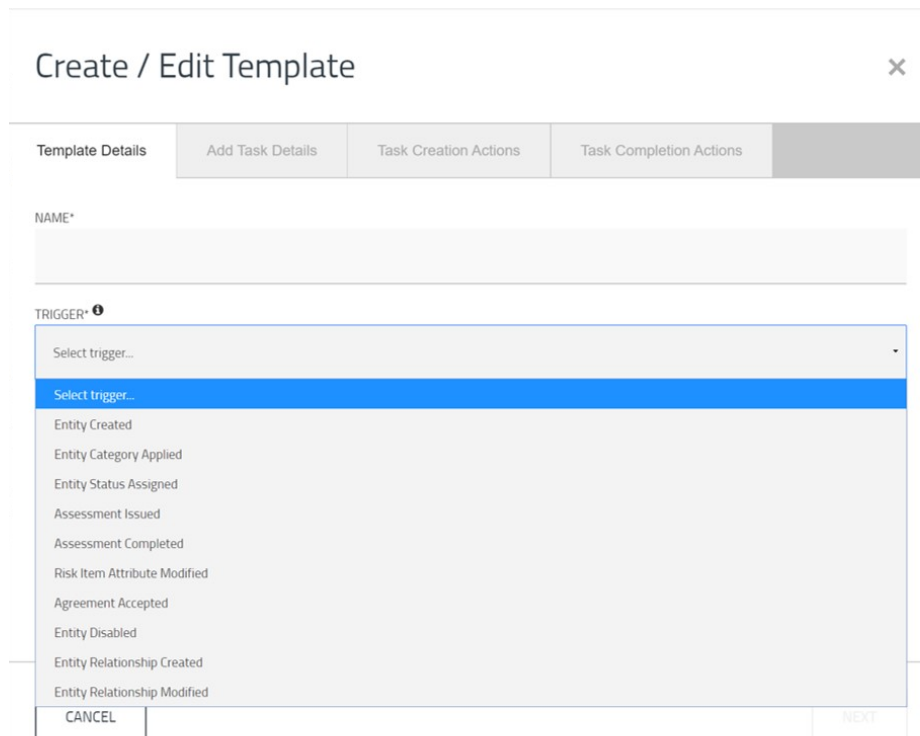 Create / Edit Template ×
Template Details Add Task Details Task Creation Actions Task Completion Actions
NAME*
TRIGGER*
Select trigger...
Select trigger...
Entity Created
Entity Category Applied
Entity Status Assigned
Assessment Issued
Assessment Completed
Risk Item Attribute Modified
Agreement Accepted
Entity Disabled
Entity Relationship Created
Entity Relationship Modified
CANCEL NEXT